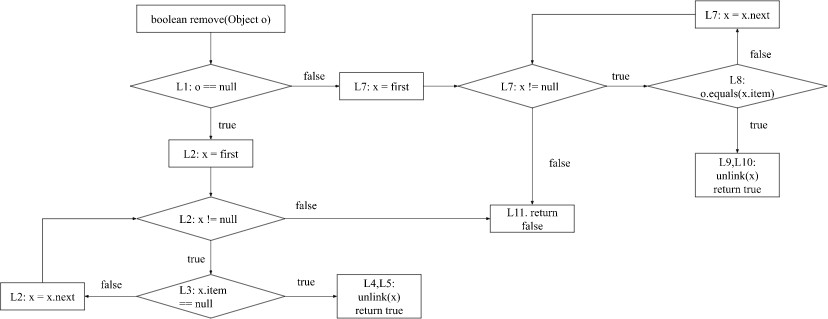 boolean remove(Object o)
L7: x = x.next
false
L1: o == null
false
L7: x = first
L7: x != null
true
L8:
o.equals(x.item)
true
true
L2: x = first
false
L9,L10:
unlink(x)
return true
L2: x != null
false
L11. return
false
true
L2: x = x.next
false
L3: x.item
== null
true
L4,L5:
unlink(x)
return true